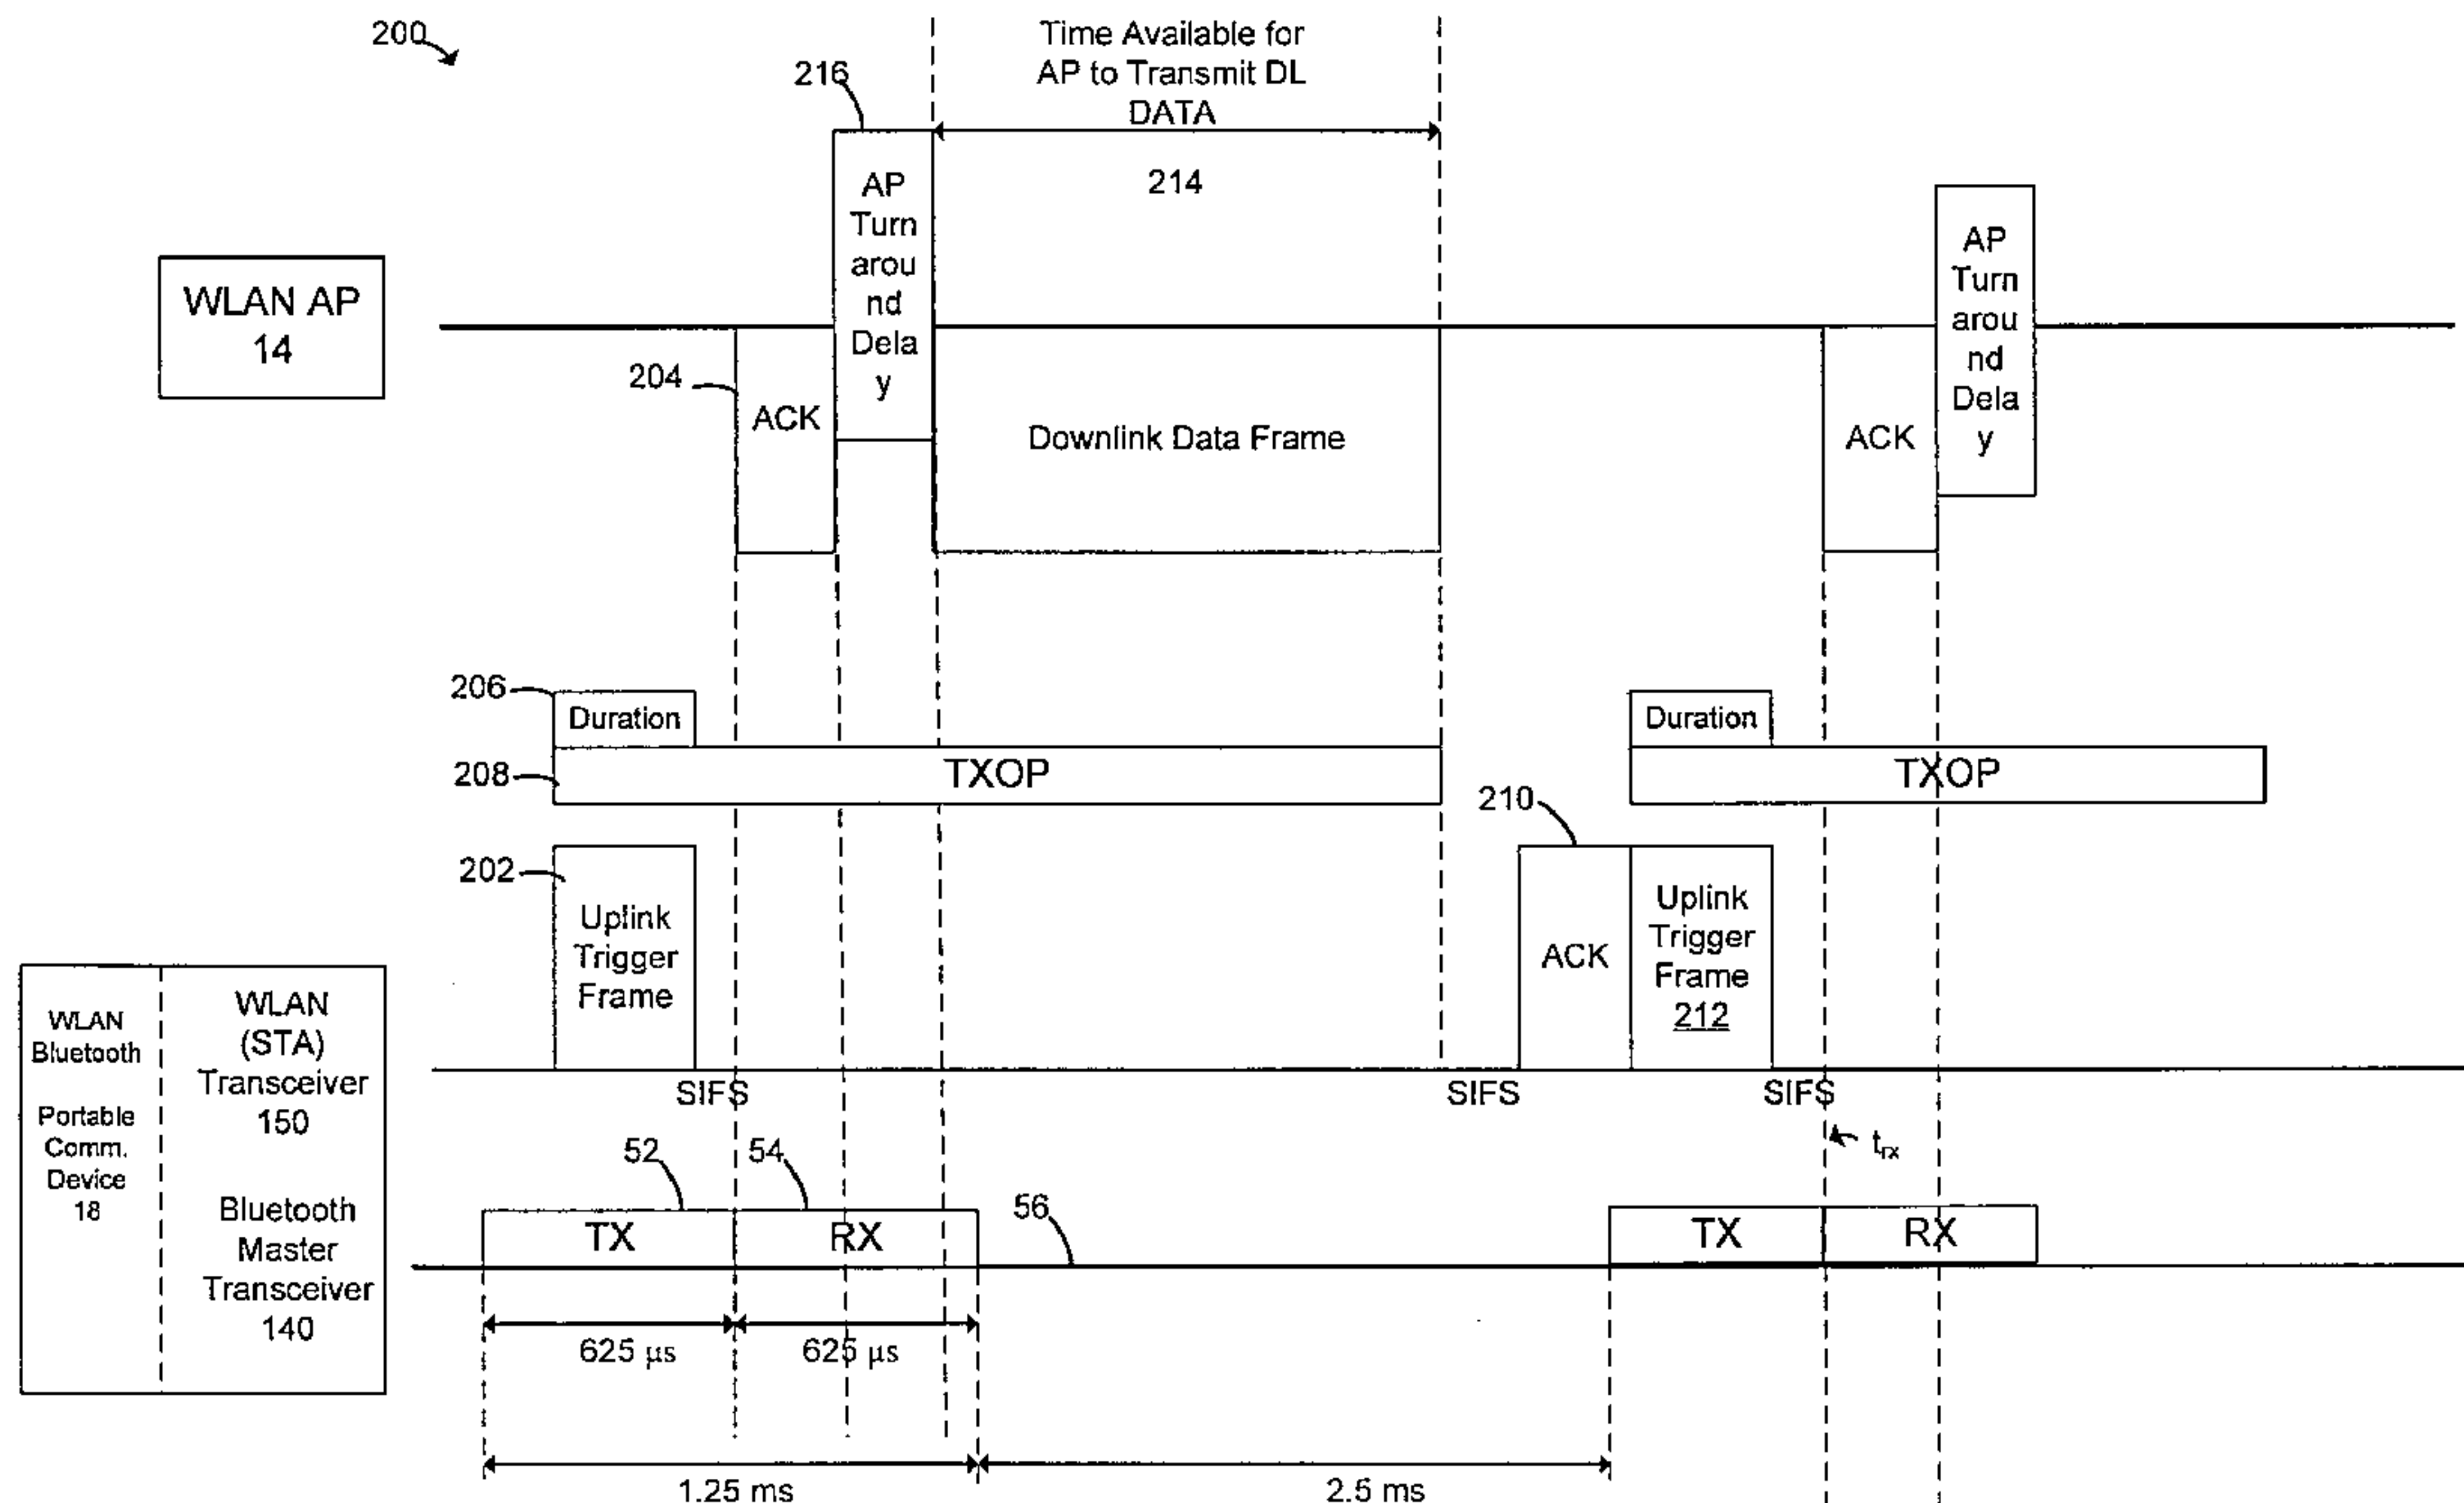 200
216
Time Available for
AP to Transmit DL
DATA
214
AP
Turn
arou
nd
Dela
y
AP
Turn
arou
nd
Dela
y
WLAN AP
14
204
ACK
Downlink Data Frame
ACK
206
Duration
Duration
208
TXOP
TXOP
210
202
Uplink
Trigger
Frame
ACK
Uplink
Trigger
Frame
212
WLAN
Bluetooth
Portable
Comm.
Device
18
WLAN
(STA)
Transceiver
150
Bluetooth
Master
Transceiver
140
SIFS
SIFS
SIFS
trx
52
54
56
TX
RX
TX
RX
625 µs
625 µs
1.25 ms
2.5 ms